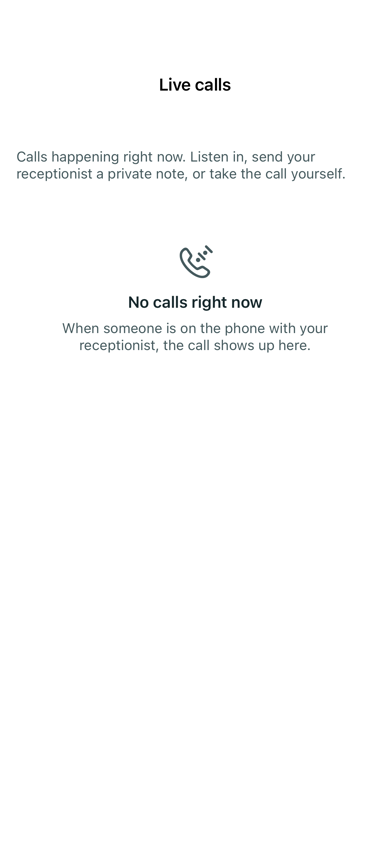 Live calls
Calls happening right now. Listen in, send your
receptionist a private note, or take the call yourself.
No calls right now
When someone is on the phone with your
receptionist, the call shows up here.